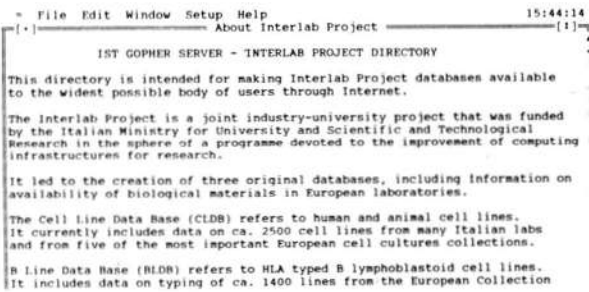 = File Edit Window Setup Help 15:44:14
[•] About Interlab Project [↕]
IST GOPHER SERVER - INTERLAB PROJECT DIRECTORY
This directory is intended for making Interlab Project databases available
to the widest possible body of users through Internet.
The Interlab Project is a joint industry-university project that was funded
by the Italian Ministry for University and Scientific and Technological
Research in the sphere of a programme devoted to the improvement of computing
infrastructures for research.
It led to the creation of three original databases, including information on
availability of biological materials in European laboratories.
The Cell Line Data Base (CLDB) refers to human and animal cell lines.
It currently includes data on ca. 2500 cell lines from many Italian labs
and from five of the most important European cell cultures collections.
B Line Data Base (BLDB) refers to HLA typed B lymphoblastoid cell lines.
It includes data on typing of ca. 1400 lines from the European Collection